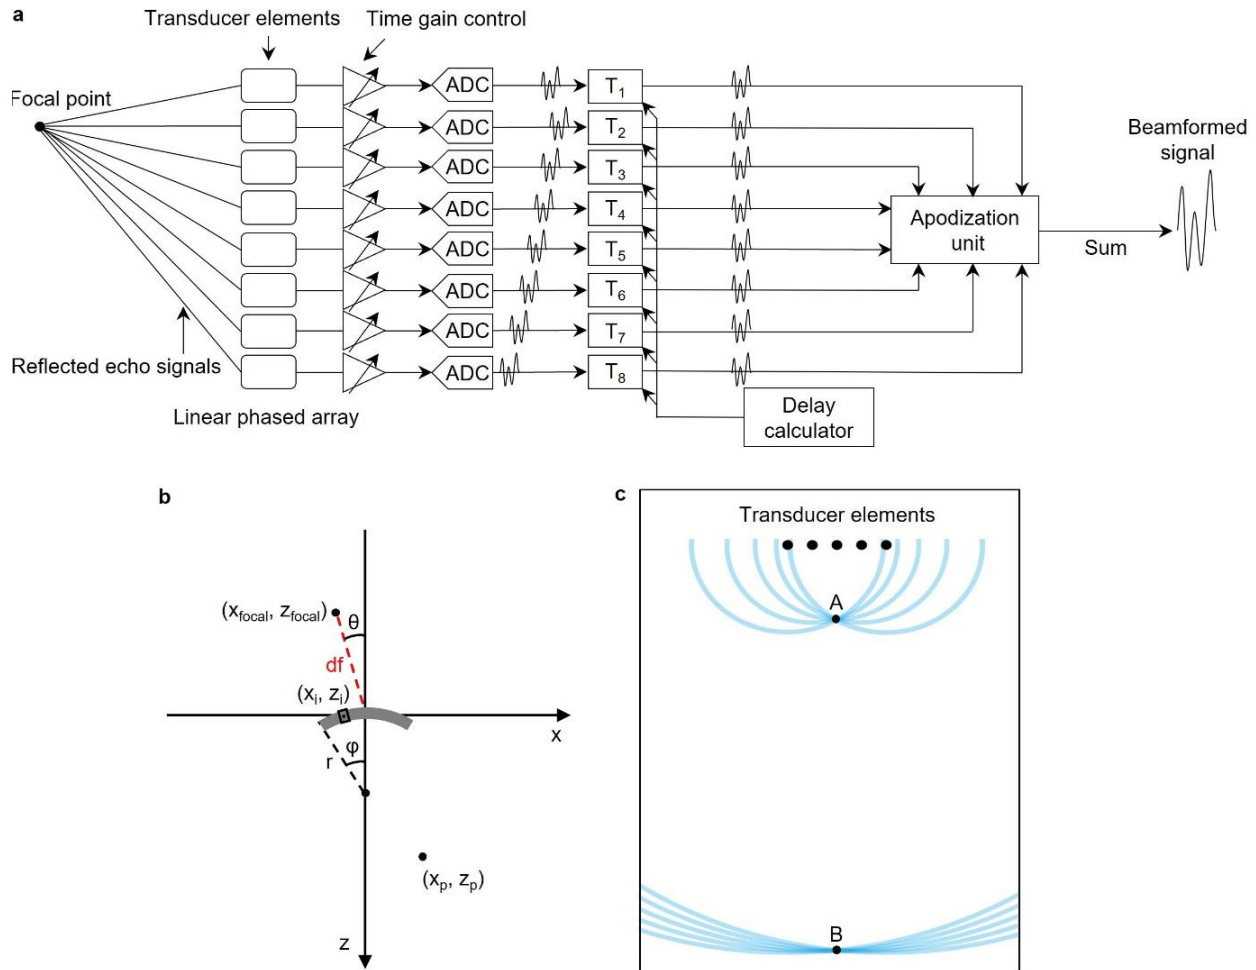 a
Transducer elements
Time gain control
Focal point
ADC
T1
ADC
T2
ADC
T3
ADC
T4
ADC
T5
ADC
T6
ADC
T7
ADC
T8
Beamformed
signal
Apodization
unit
Sum
Reflected echo signals
Linear phased array
Delay
calculator
b
(xfocal, zfocal)
θ
df
(xi, zi)
x
φ
r
(xp, zp)
z
c
Transducer elements
A
B